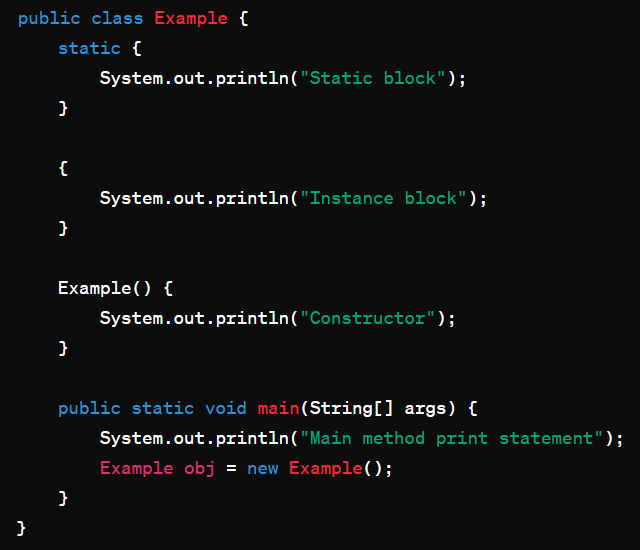 public class Example {
    static {
        System.out.println("Static block");
    }

    {
        System.out.println("Instance block");
    }

    Example() {
        System.out.println("Constructor");
    }

    public static void main(String[] args) {
        System.out.println("Main method print statement");
        Example obj = new Example();
    }
}